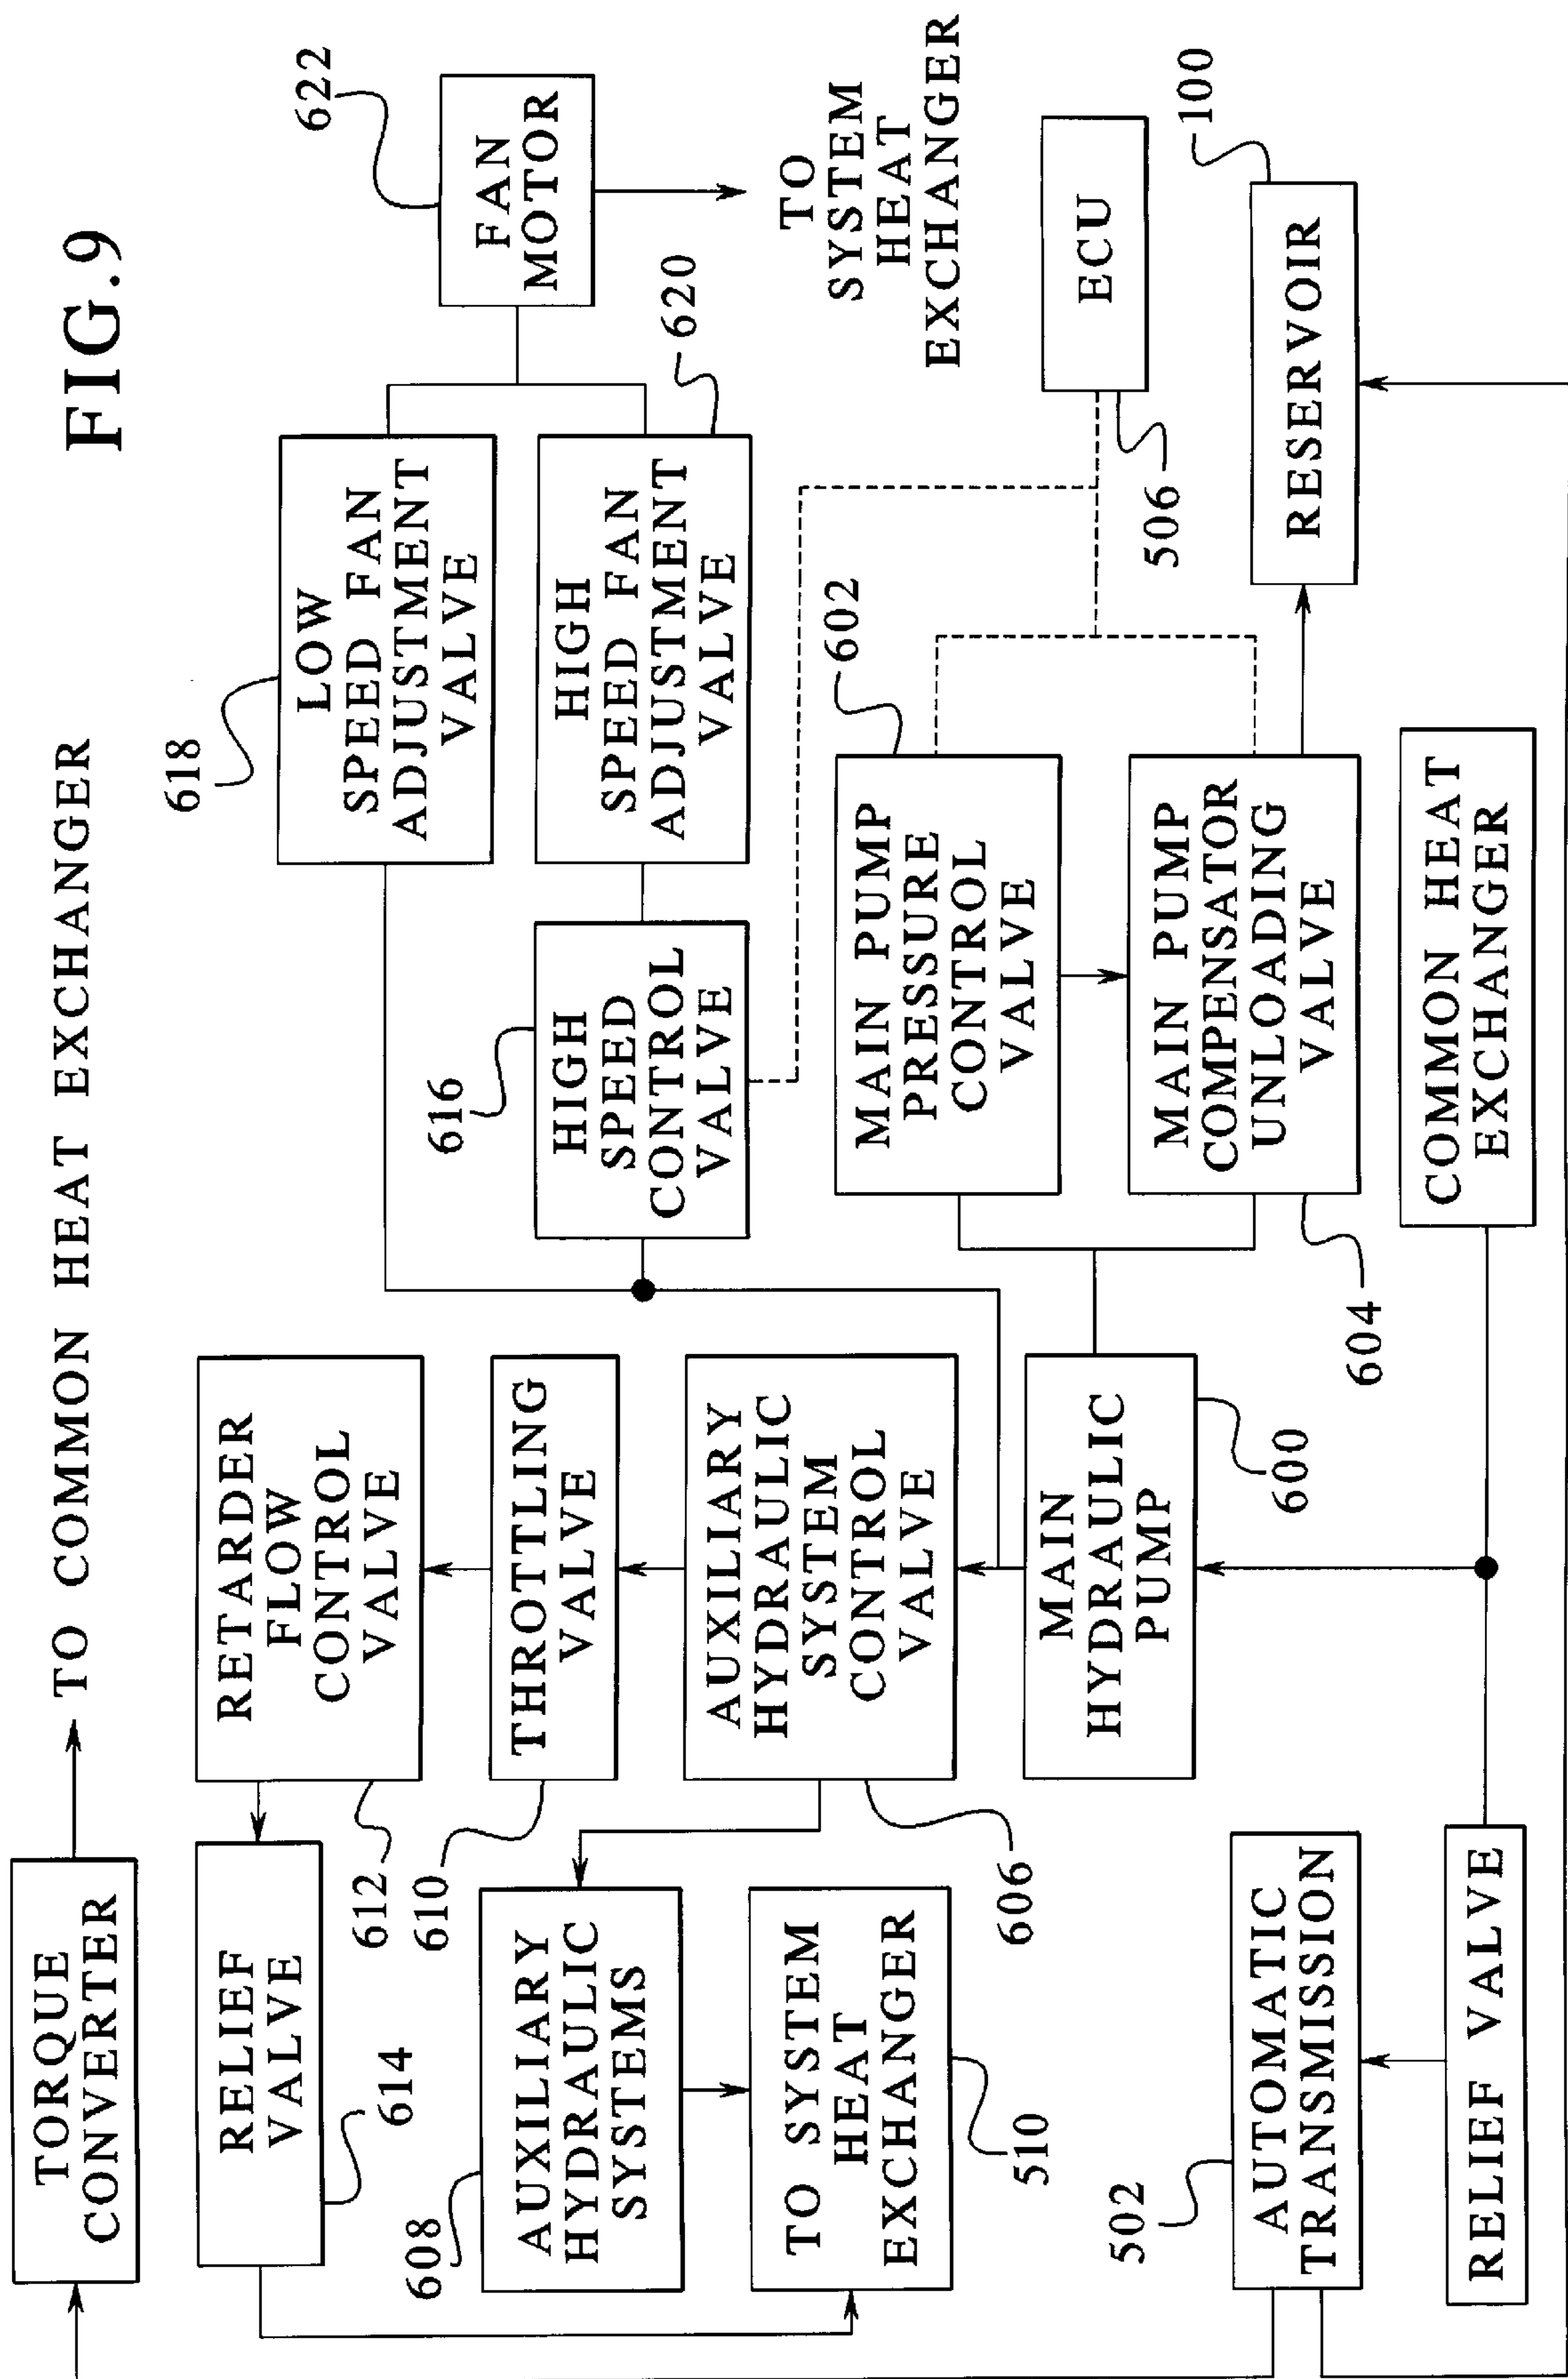 FIG.9
TORQUE
CONVERTER
TO COMMON HEAT EXCHANGER
RELIEF
VALVE
614
RETARDER
FLOW
CONTROL
VALVE
612
THROTTLING
VALVE
610
AUXILIARY
HYDRAULIC
SYSTEMS
608
TO SYSTEM
HEAT
EXCHANGER
510
AUXILIARY
HYDRAULIC
SYSTEM
CONTROL
VALVE
606
MAIN
HYDRAULIC
PUMP
600
618
LOW
SPEED FAN
ADJUSTMENT
VALVE
616
HIGH
SPEED
CONTROL
VALVE
HIGH
SPEED FAN
ADJUSTMENT
VALVE
620
622
FAN
MOTOR
TO
SYSTEM
HEAT
EXCHANGER
602
MAIN PUMP
PRESSURE
CONTROL
VALVE
MAIN PUMP
COMPENSATOR
UNLOADING
VALVE
604
ECU
506
RESERVOIR
100
502
AUTOMATIC
TRANSMISSION
RELIEF VALVE
COMMON HEAT
EXCHANGER